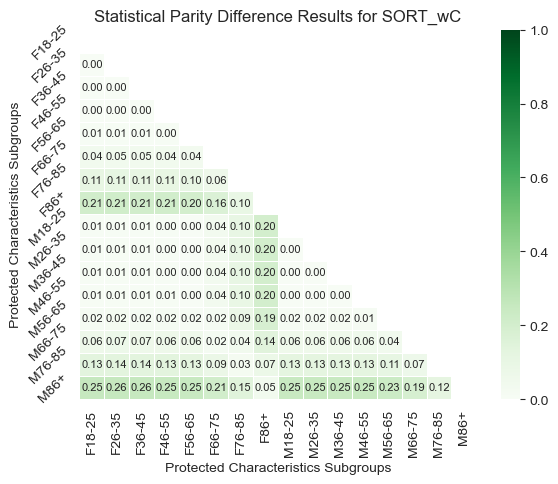 Statistical Parity Difference Results for SORT_wC
F18-25
F26-35 0.00
F36-45 0.00 0.00
F46-55 0.00 0.00 0.00
F56-65 0.01 0.01 0.01 0.00
F66-75 0.04 0.05 0.05 0.04 0.04
F76-85 0.11 0.11 0.11 0.11 0.10 0.06
F86+ 0.21 0.21 0.21 0.21 0.20 0.16 0.10
M18-25 0.01 0.01 0.01 0.00 0.00 0.04 0.10 0.20
M26-35 0.01 0.01 0.01 0.00 0.00 0.04 0.10 0.20 0.00
M36-45 0.01 0.01 0.01 0.00 0.00 0.04 0.10 0.20 0.00 0.00
M46-55 0.01 0.01 0.01 0.01 0.00 0.04 0.10 0.20 0.00 0.00 0.00
M56-65 0.02 0.02 0.02 0.02 0.02 0.02 0.09 0.19 0.02 0.02 0.02 0.01
M66-75 0.06 0.07 0.07 0.06 0.06 0.02 0.04 0.14 0.06 0.06 0.06 0.06 0.04
M76-85 0.13 0.14 0.14 0.13 0.13 0.09 0.03 0.07 0.13 0.13 0.13 0.13 0.11 0.07
M86+ 0.25 0.26 0.26 0.25 0.25 0.21 0.15 0.05 0.25 0.25 0.25 0.25 0.23 0.19 0.12
Protected Characteristics Subgroups
F18-25 F26-35 F36-45 F46-55 F56-65 F66-75 F76-85 F86+ M18-25 M26-35 M36-45 M46-55 M56-65 M66-75 M76-85 M86+
Protected Characteristics Subgroups
1.0
0.8
0.6
0.4
0.2
0.0